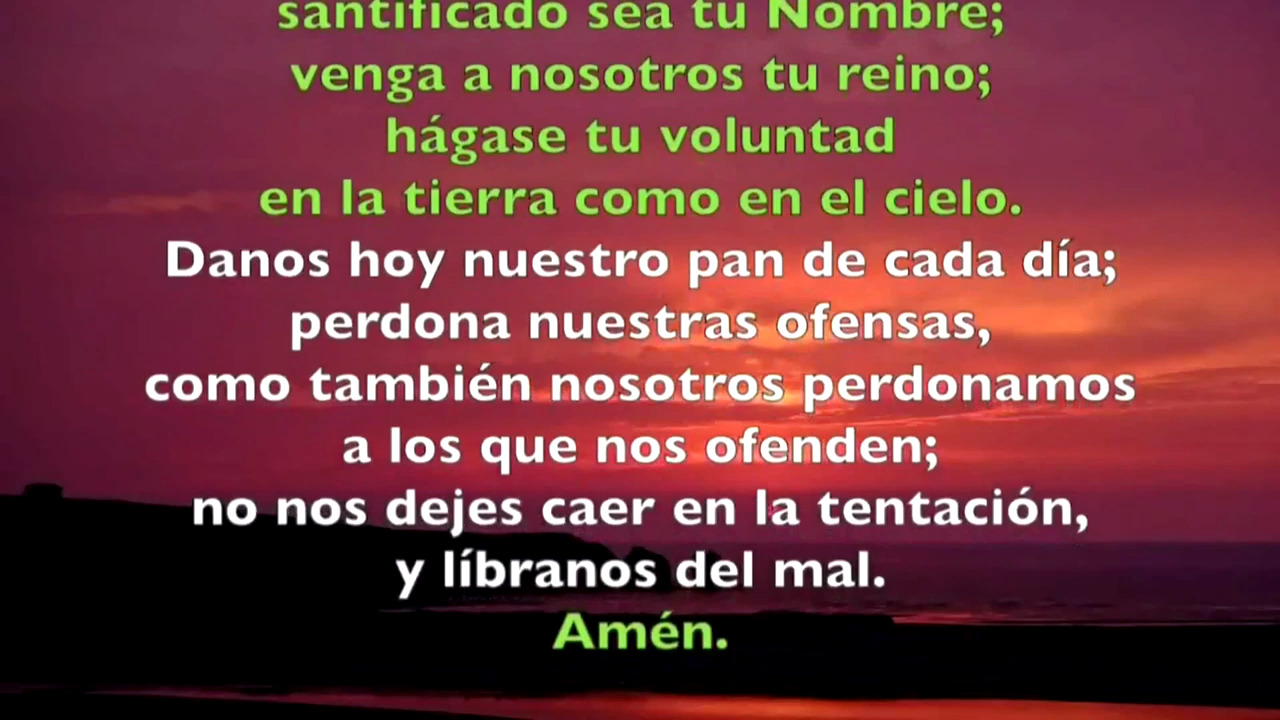 santificado sea tu Nombre;
venga a nosotros tu reino;
hágase tu voluntad
en la tierra como en el cielo.
Danos hoy nuestro pan de cada día;
perdona nuestras ofensas,
como también nosotros perdonamos
a los que nos ofenden;
no nos dejes caer en la tentación,
y líbranos del mal.
Amén.